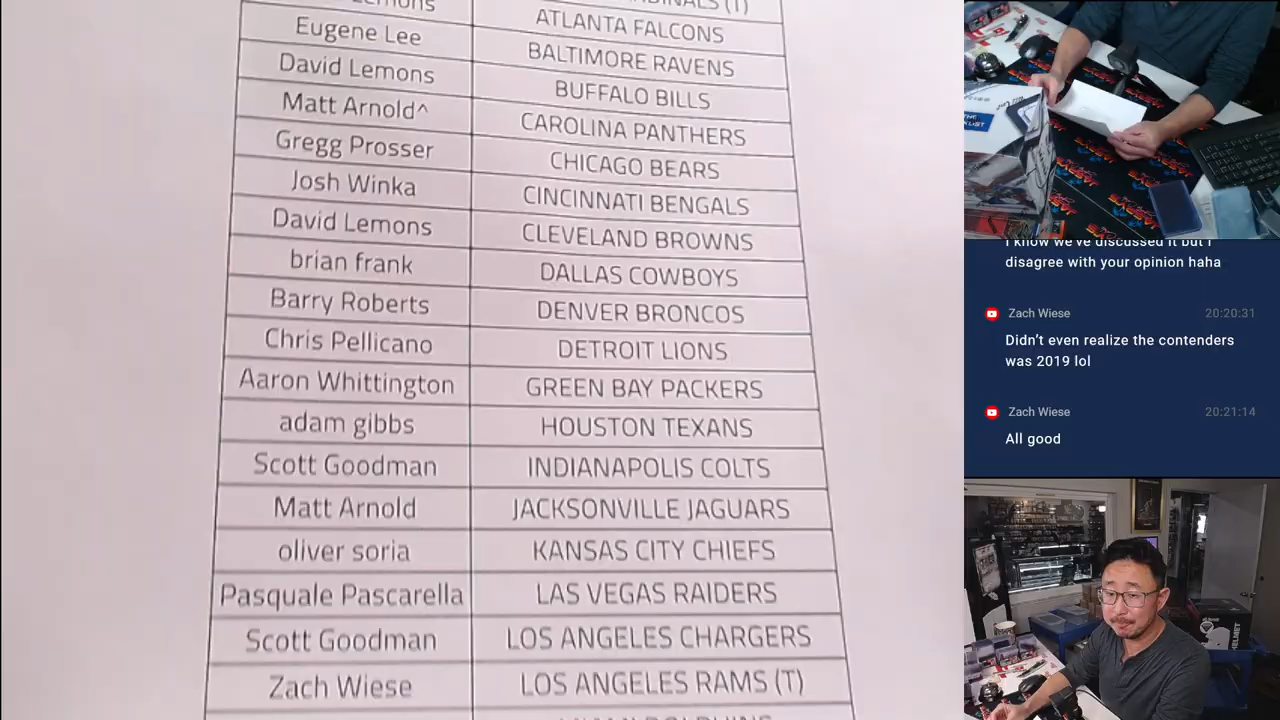 Lemons ATLANTA FALCONS
Eugene Lee BALTIMORE RAVENS
David Lemons BUFFALO BILLS
Matt Arnold^ CAROLINA PANTHERS
Gregg Prosser CHICAGO BEARS
Josh Winka CINCINNATI BENGALS
David Lemons CLEVELAND BROWNS
brian frank DALLAS COWBOYS
Barry Roberts DENVER BRONCOS
Chris Pellicano DETROIT LIONS
Aaron Whittington GREEN BAY PACKERS
adam gibbs HOUSTON TEXANS
Scott Goodman INDIANAPOLIS COLTS
Matt Arnold JACKSONVILLE JAGUARS
oliver soria KANSAS CITY CHIEFS
Pasquale Pascarella LAS VEGAS RAIDERS
Scott Goodman LOS ANGELES CHARGERS
Zach Wiese LOS ANGELES RAMS (T)
MIAMI DOLPHINS
I know we've discussed it but I
disagree with your opinion haha
Zach Wiese 20:20:31
Didn't even realize the contenders
was 2019 lol
Zach Wiese 20:21:14
All good